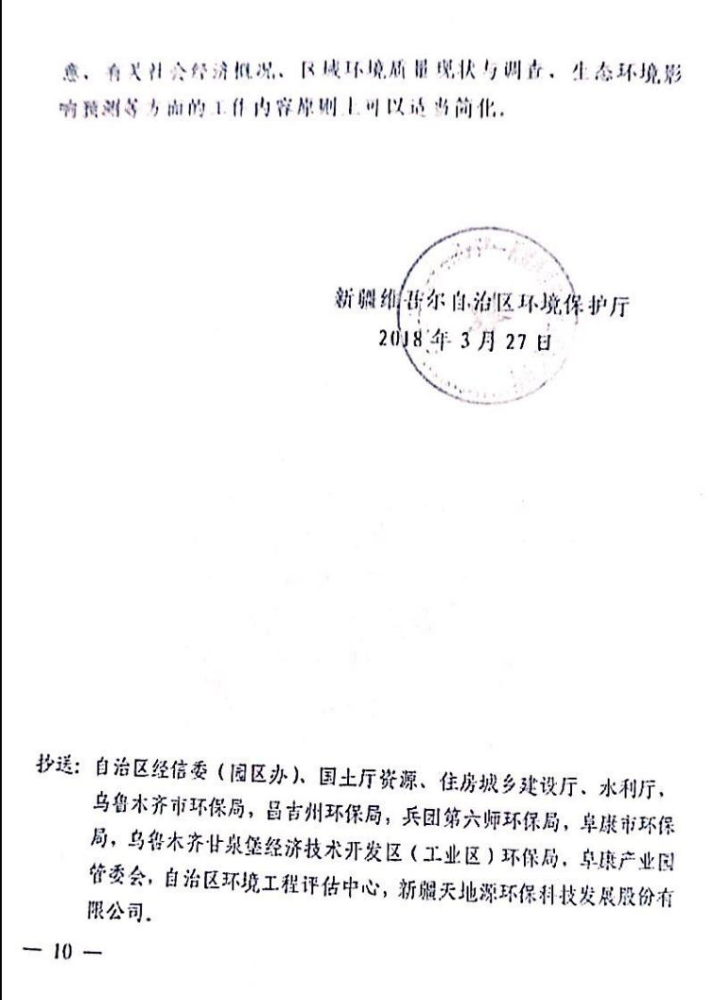 意、有关社会经济概况、区域环境质量现状与调查、生态环境影
响预测等方面的工作内容原则上可以适当简化。
新疆维吾尔自治区环境保护厅
2018年3月27日
抄送：自治区经信委（园区办）、国土厅资源、住房城乡建设厅、水利厅，
乌鲁木齐市环保局，昌吉州环保局，兵团第六师环保局，阜康市环保
局，乌鲁木齐甘泉堡经济技术开发区（工业区）环保局，阜康产业园
管委会，自治区环境工程评估中心，新疆天地源环保科技发展股份有
限公司。
— 10 —